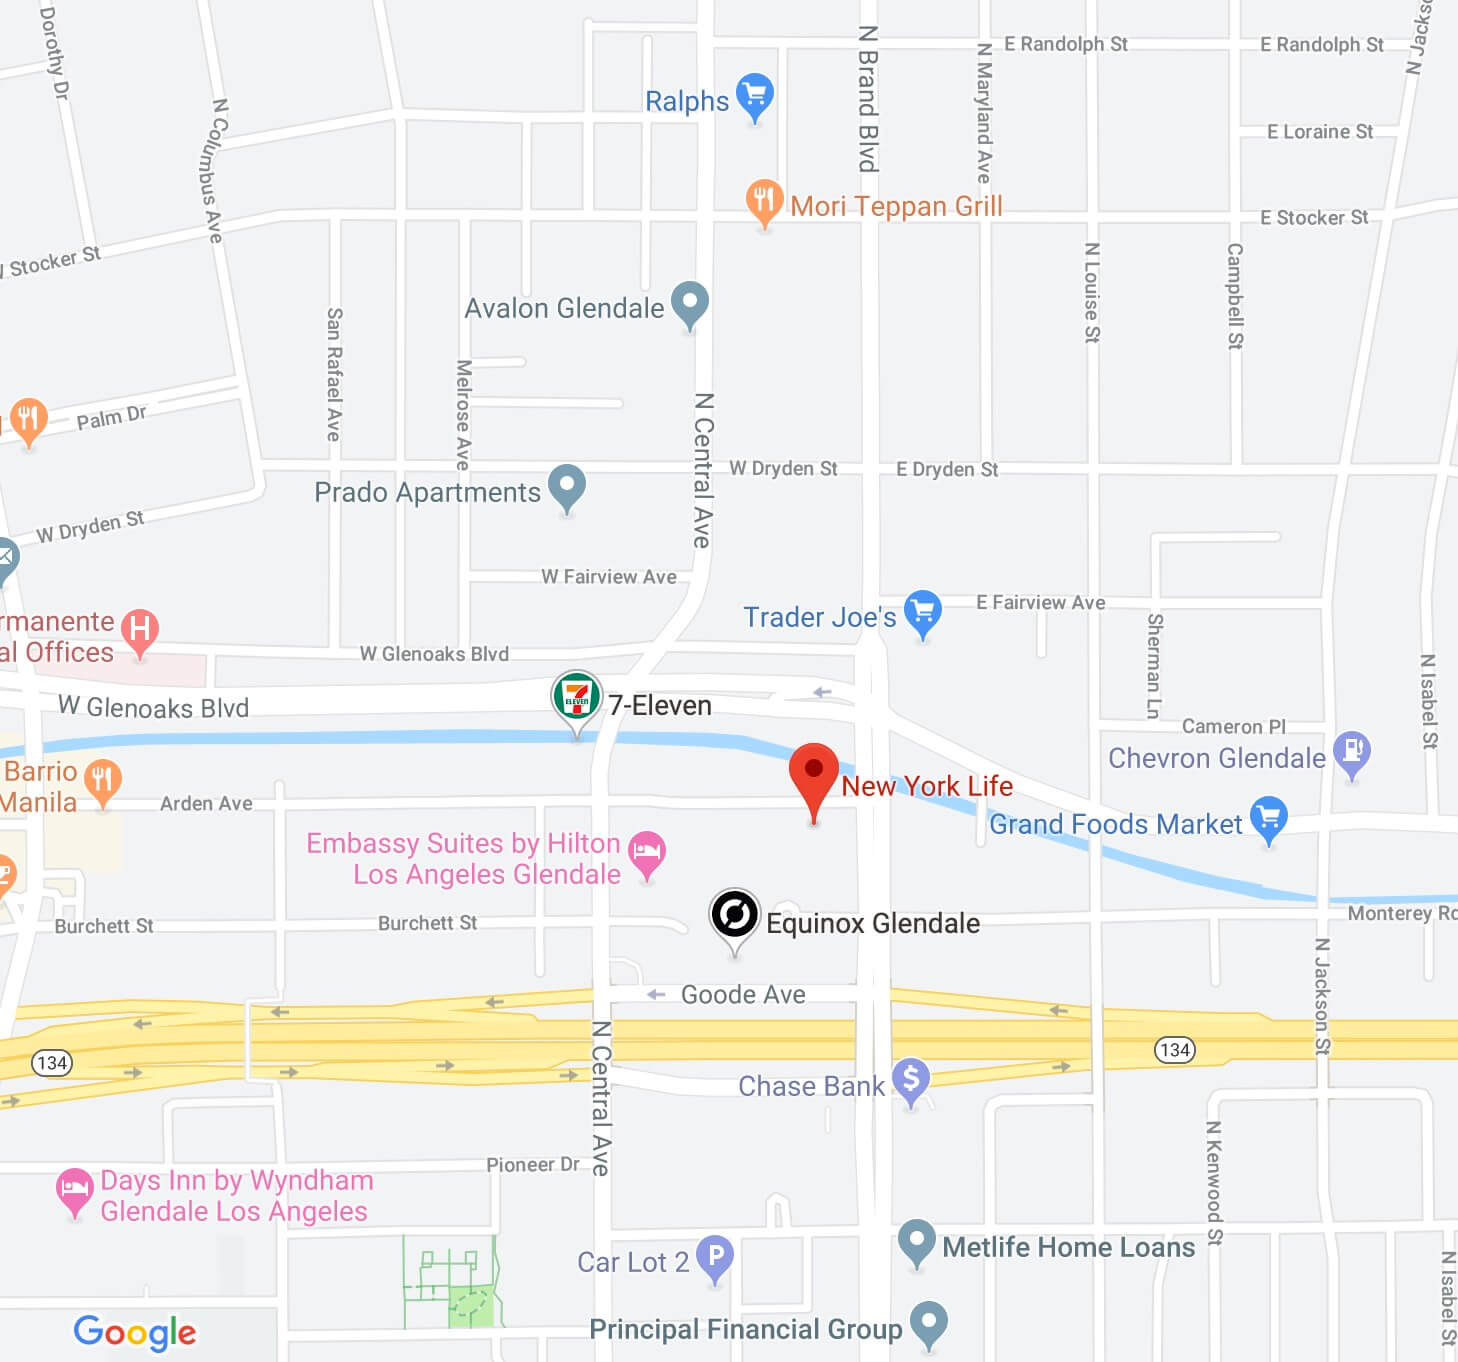 Dorothy Dr
N Columbus Ave
N Brand Blvd
N Maryland Ave
E Randolph St
E Randolph St
Ralphs
E Loraine St
Mori Teppan Grill
E Stocker St
W Stocker St
N Louise St
Campbell St
Avalon Glendale
San Rafael Ave
Melrose Ave
N Central Ave
Palm Dr
W Dryden St
E Dryden St
Prado Apartments
W Dryden St
W Fairview Ave
E Fairview Ave
Trader Joe's
Sherman Ln
rmanente
al Offices
H
W Glenoaks Blvd
N Isabel St
W Glenoaks Blvd
7-Eleven
7
ELEVEN
Cameron Pl
Chevron Glendale
Barrio
Manila
Arden Ave
New York Life
Grand Foods Market
Embassy Suites by Hilton
Los Angeles Glendale
Burchett St
Burchett St
Equinox Glendale
Monterey Rd
Goode Ave
N Jackson St
N Central Ave
134
134
Chase Bank
$
Pioneer Dr
N Kenwood St
Days Inn by Wyndham
Glendale Los Angeles
Car Lot 2
P
Metlife Home Loans
N Isabel St
Google
Principal Financial Group